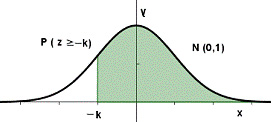 y
P ( z ≥−k)
N (0,1)
−k
x